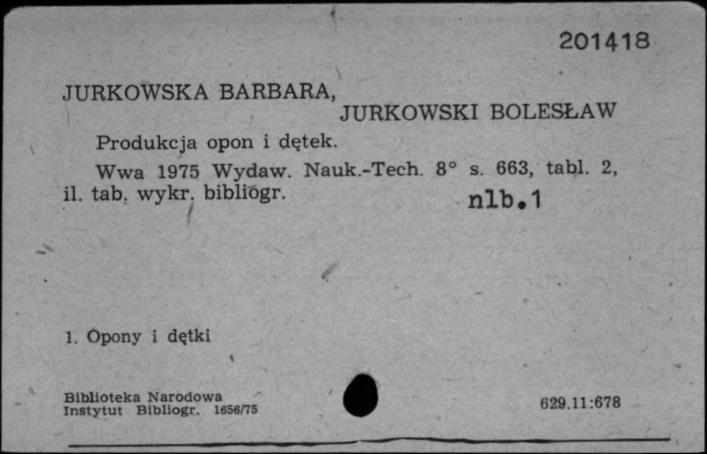 201418
JURKOWSKA BARBARA,
JURKOWSKI BOLESŁAW
Produkcja opon i dętek.
Wwa 1975 Wydaw. Nauk.-Tech. 8° s. 663, tabl. 2,
il. tab. wykr. bibliogr. nlb.1
1. Opony i dętki
Biblioteka Narodowa
Instytut Bibliogr. 1656/75 629.11:678